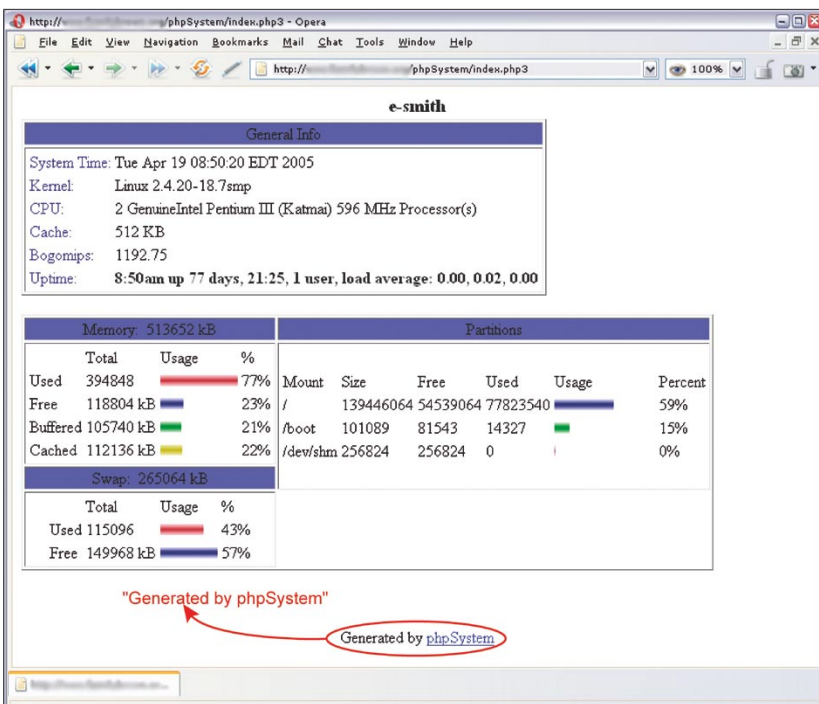 http:// /phpSystem/index.php3 - Opera
File Edit View Navigation Bookmarks Mail Chat Tools Window Help
http:// /phpSystem/index.php3 100%
e-smith
General Info
System Time: Tue Apr 19 08:50:20 EDT 2005
Kernel: Linux 2.4.20-18.7smp
CPU: 2 GenuineIntel Pentium III (Katmai) 596 MHz Processor(s)
Cache: 512 KB
Bogomips: 1192.75
Uptime: 8:50am up 77 days, 21:25, 1 user, load average: 0.00, 0.02, 0.00
Memory: 513652 kB
Total Usage %
Used 394848 77%
Free 118804 kB 23%
Buffered 105740 kB 21%
Cached 112136 kB 22%
Partitions
Mount Size Free Used Usage Percent
/ 139446064 54539064 77823540 59%
/boot 101089 81543 14327 15%
/dev/shm 256824 256824 0 0%
Swap: 265064 kB
Total Usage %
Used 115096 43%
Free 149968 kB 57%
"Generated by phpSystem"
Generated by phpSystem